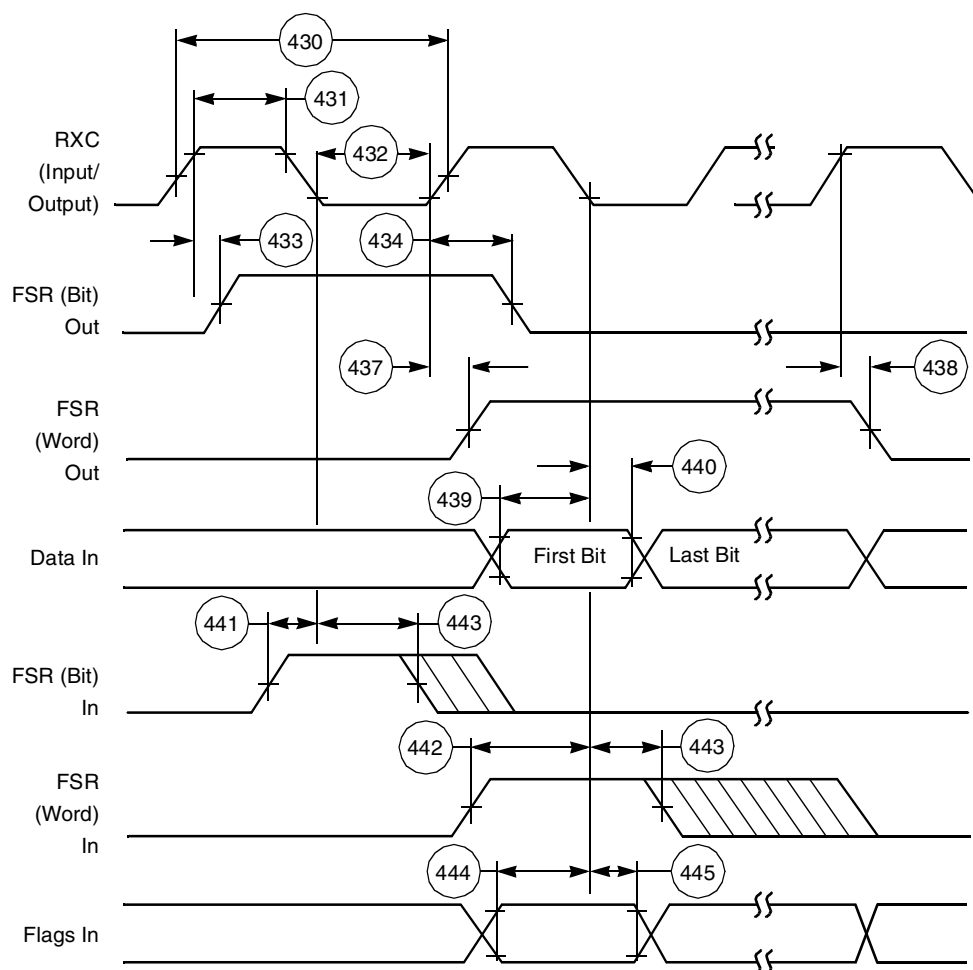 430
431
RXC
(Input/
Output)
432
433
434
FSR (Bit)
Out
437
438
FSR
(Word)
Out
439
440
Data In
First Bit
Last Bit
441
443
FSR (Bit)
In
442
443
FSR
(Word)
In
444
445
Flags In